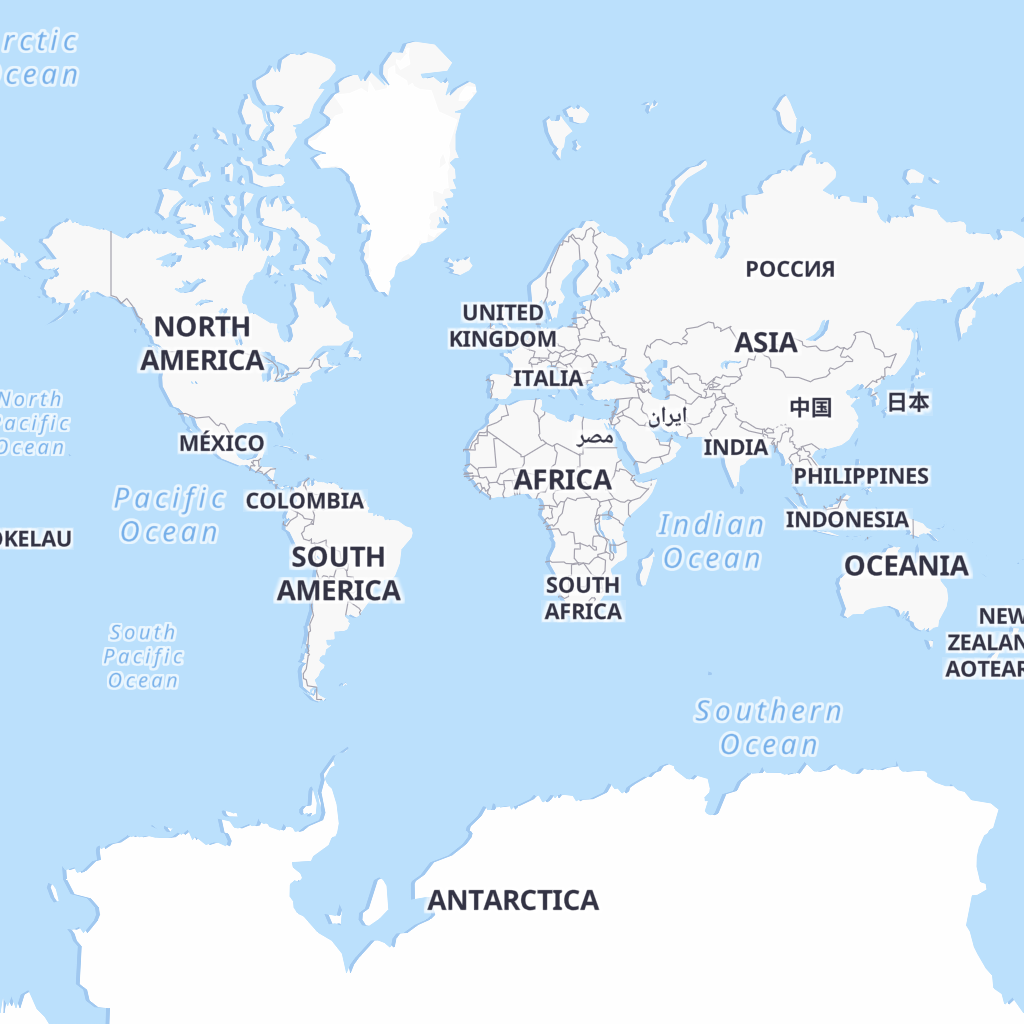 rctic
cean
РОССИЯ
UNITED
KINGDOM
NORTH
AMERICA
ASIA
ITALIA
North
Pacific
Ocean
ایران
中国
日本
MÉXICO
مصر
INDIA
AFRICA
PHILIPPINES
Pacific
Ocean
COLOMBIA
Indian
Ocean
INDONESIA
OKELAU
SOUTH
AMERICA
OCEANIA
SOUTH
AFRICA
NEW
ZEALAN
AOTEAR
South
Pacific
Ocean
Southern
Ocean
ANTARCTICA